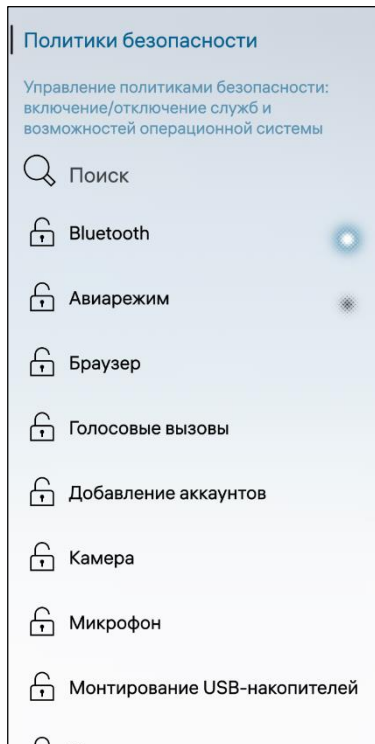 Политики безопасности
Управление политиками безопасности:
включение/отключение служб и
возможностей операционной системы
Поиск
Bluetooth
Авиарежим
Браузер
Голосовые вызовы
Добавление аккаунтов
Камера
Микрофон
Монтирование USB-накопителей